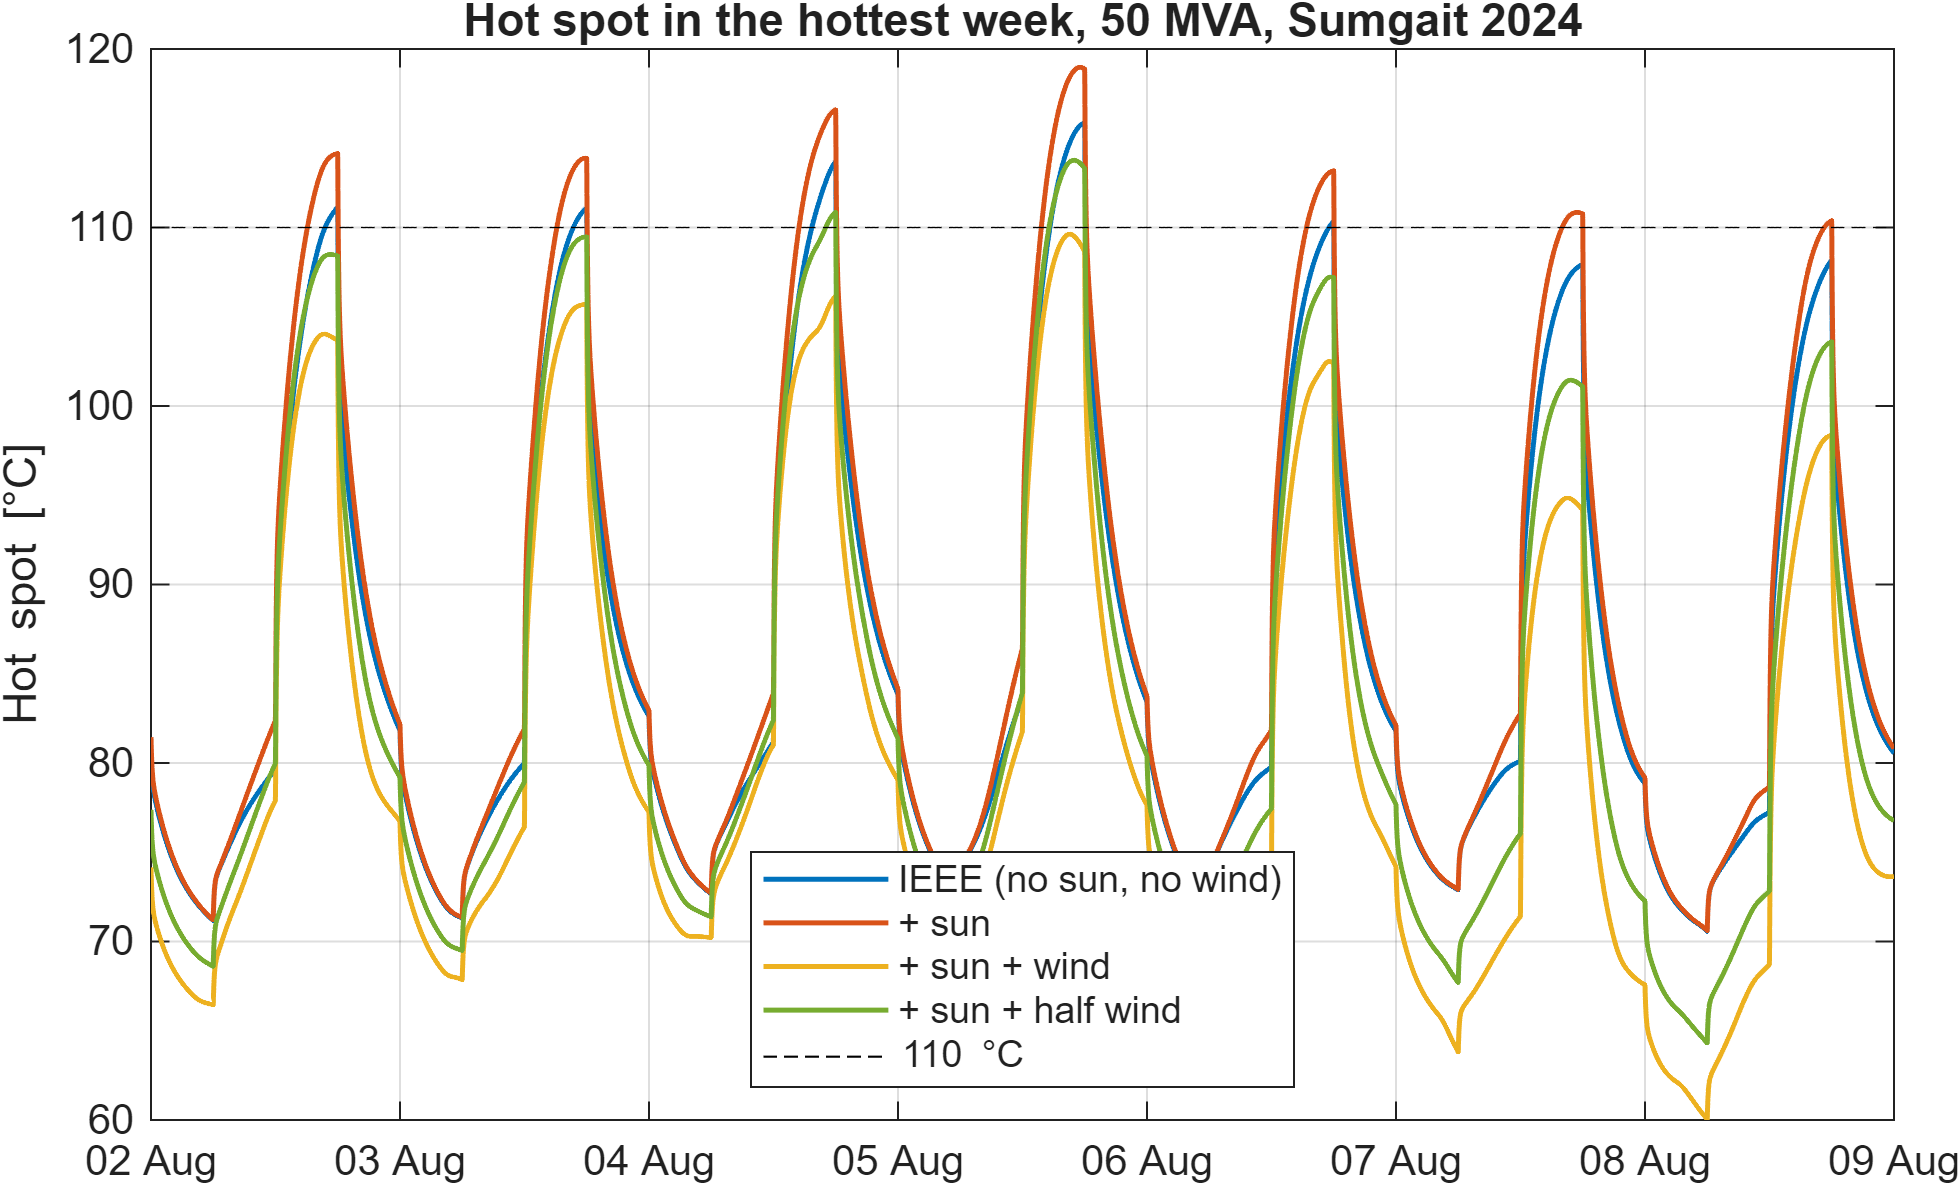 Hot spot in the hottest week, 50 MVA, Sumgait 2024
120
110
100
90
80
70
60
Hot spot [°C]
IEEE (no sun, no wind)
+ sun
+ sun + wind
+ sun + half wind
110 °C
02 Aug 03 Aug 04 Aug 05 Aug 06 Aug 07 Aug 08 Aug 09 Aug